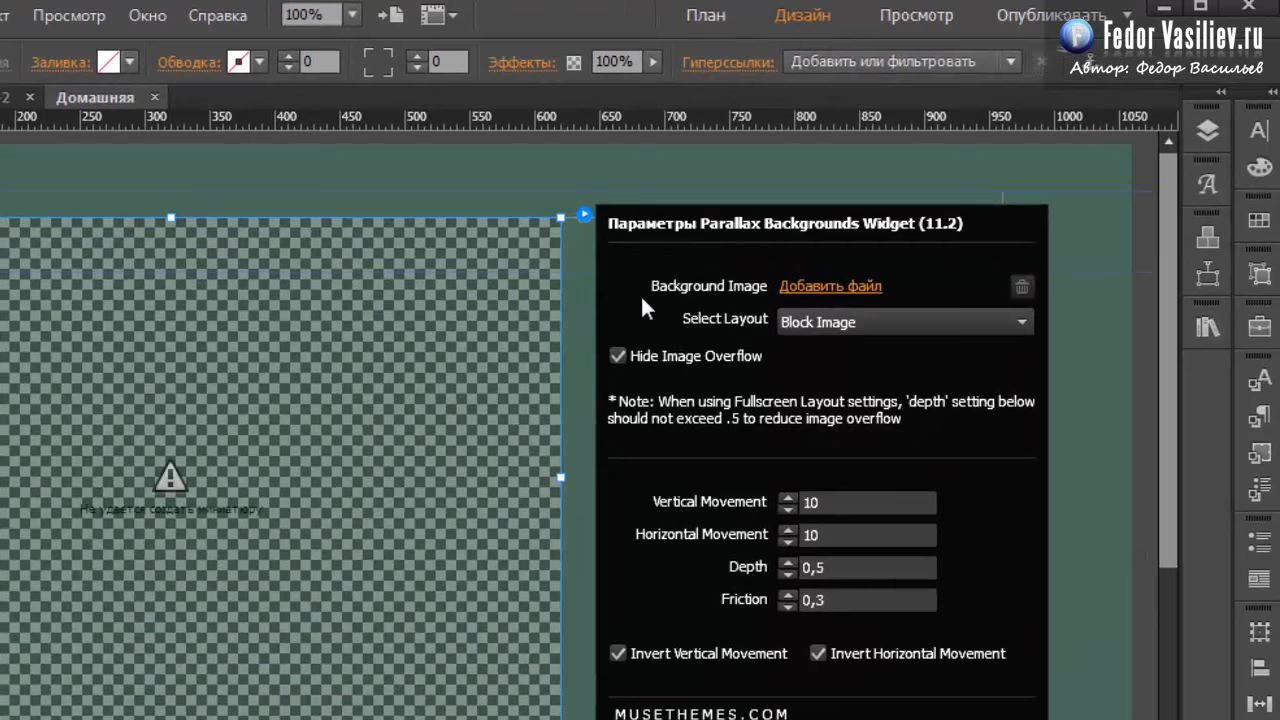 кт Просмотр Окно Справка 100% План Дизайн Просмотр Опубликовать
Fedor Vasiliev.ru
Автор: Федор Васильев
Заливка: Обводка: 0 0 Эффекты: 100% Гиперссылки: Добавить или фильтровать
-2 × Домашняя ×
200 250 300 350 400 450 500 550 600 650 700 750 800 850 900 950 1000 1050
Параметры Parallax Backgrounds Widget (11.2)
Background Image Добавить файл
Select Layout Block Image
Hide Image Overflow
* Note: When using Fullscreen Layout settings, 'depth' setting below
should not exceed .5 to reduce image overflow
Не удается создать миниатюру
Vertical Movement 10
Horizontal Movement 10
Depth 0,5
Friction 0,3
Invert Vertical Movement Invert Horizontal Movement
MUSETHEMES.COM